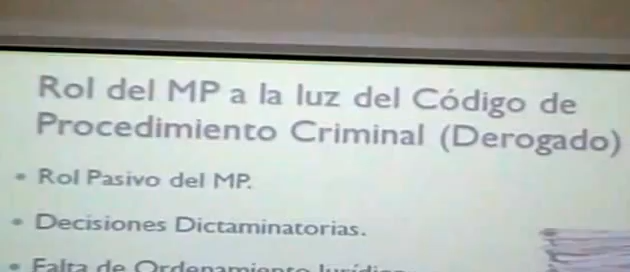 Rol del MP a la luz del Código de
Procedimiento Criminal (Derogado)
• Rol Pasivo del MP.
• Decisiones Dictaminatorias.
• Falta de Ordenamiento Jurídico